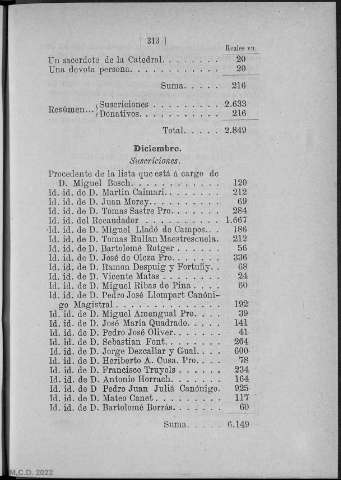 [ 313 ]
Reales vn.
Un sacerdote de la Catedral. . . . . . . 20
Una devota persona. . . . . . . . . . . 20
Suma. . . . . 216
Resúmen... Suscriciones . . . . . . . . 2.633
Donativos. . . . . . . . . . 216
Total. . . . . 2.849
Diciembre.
Suscriciones.
Procedente de la lista que está á cargo de
D. Miguel Bosch. . . . . . . . . . . 120
Id. id. de D. Martin Caimari. . . . . . . 212
Id. id. de D. Juan Morey. . . . . . . . . 69
Id. id. de D. Tomas Sastre Pro. . . . . . 284
Id. id. del Recaudador . . . . . . . . . 1.667
Id. id. de D. Miguel Lladó de Campos. . . 186
Id. id. de D. Tomas Rullan Maestrescuela. 212
Id. id. de D. Bartolomé Rotger . . . . . . 56
Id. id. de D. José de Oleza Pro. . . . . . 336
Id. id. de D. Ramon Despuig y Fortuñy. . 68
Id. id. de D. Vicente Matas . . . . . . . 24
Id. id. de D. Miguel Ribas de Pina . . . . 60
Id. id. de D. Pedro José Llompart Canóni-
go Magistral . . . . . . . . . . . . 192
Id. id. de D. Miguel Amengual Pro. . . . 39
Id. id. de D. José María Quadrado. . . . . 141
Id. id. de D. Pedro José Oliver. . . . . . 41
Id. id. de D. Sebastian Font. . . . . . . 264
Id. id. de D. Jorge Dezcallar y Gual. . . . 600
Id. id. de D. Heriberto A. Cusa, Pro. . . . 78
Id. id. de D. Francisco Truyols . . . . . 234
Id. id. de D. Antonio Horrach. . . . . . . 164
Id. id. de D Pedro Juan Juliá Canónigo. 925
Id. id. de D. Mateo Canet . . . . . . . . 117
Id. id. de D. Bartolomé Borrás. . . . . . 60
Suma. . . . . 6.149
M.C.D. 2022